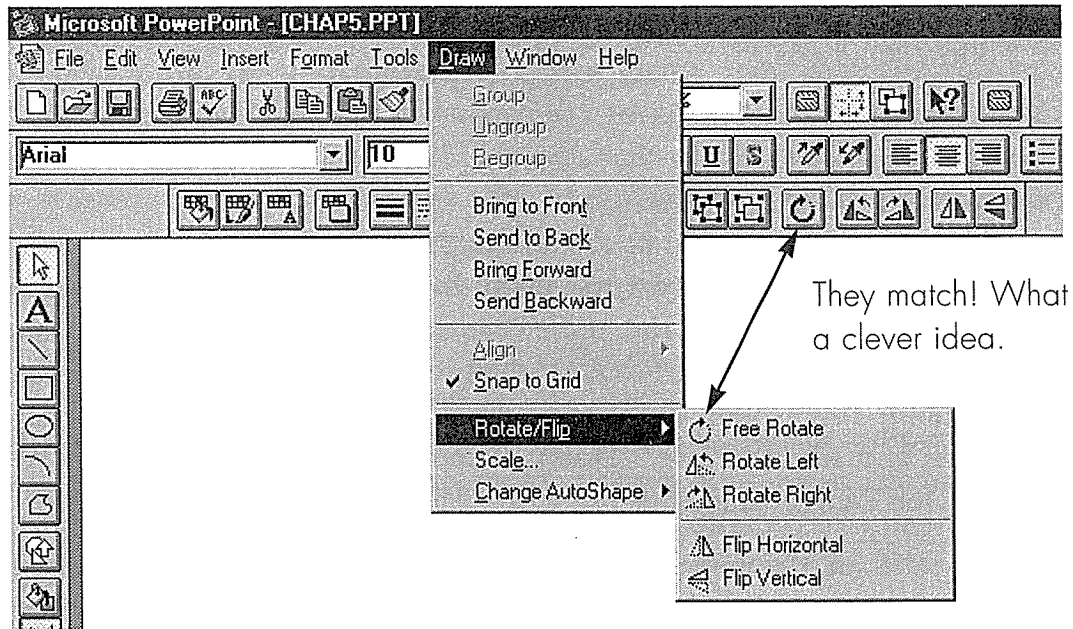 Microsoft PowerPoint - [CHAP5.PPT]
File Edit View Insert Format Tools Draw Window Help
ABC
Arial
10
U S
A
Group
Ungroup
Regroup
Bring to Front
Send to Back
Bring Forward
Send Backward
Align
Snap to Grid
Rotate/Flip
Scale...
Change AutoShape
Free Rotate
Rotate Left
Rotate Right
Flip Horizontal
Flip Vertical
They match! What
a clever idea.
A